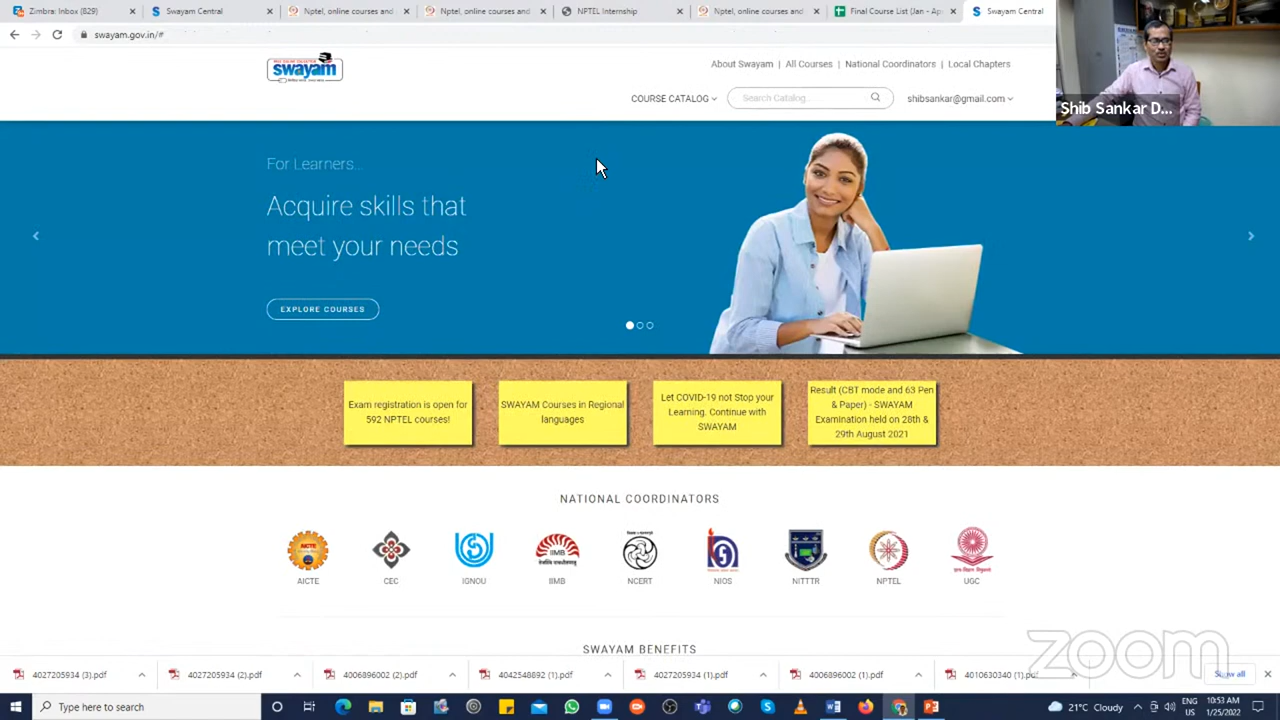 Zimbra: Inbox (829)
Swayam Central
Nptel, online courses and
Nptel, online courses and
NPTEL Internship
Nptel, online courses and
Final Course List (Jan - Ap
Swayam Central
swayam.gov.in/#
swayam
About Swayam | All Courses | National Coordinators | Local Chapters
COURSE CATALOG
Search Catalog.....
shibsankar@gmail.com
Shib Sankar D...
For Learners...
Acquire skills that
meet your needs
EXPLORE COURSES
Exam registration is open for
592 NPTEL courses!
SWAYAM Courses in Regional
languages
Let COVID-19 not Stop your
Learning. Continue with
SWAYAM
Result (CBT mode and 63 Pen
& Paper) - SWAYAM
Examination held on 28th &
29th August 2021
NATIONAL COORDINATORS
AICTE
IIMB
AICTE
CEC
IGNOU
IIMB
NCERT
NIOS
NITTTR
NPTEL
UGC
SWAYAM BENEFITS
zoom
4027205934 (3).pdf
4027205934 (2).pdf
4006896002 (2).pdf
4042548892 (1).pdf
4027205934 (1).pdf
4006896002 (1).pdf
4010630340 (1).pdf
Show all
Type here to search
21°C Cloudy
ENG
US
10:53 AM
1/25/2022